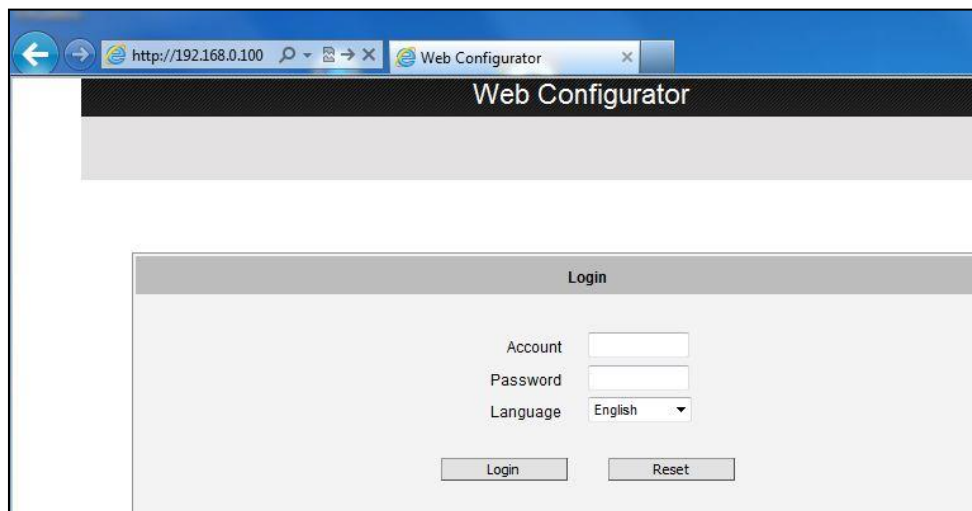 http://192.168.0.100
Web Configurator
Web Configurator
Login
Account
Password
Language English
Login Reset